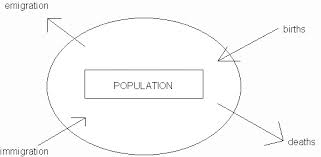 emigration
births
POPULATION
immigration
deaths